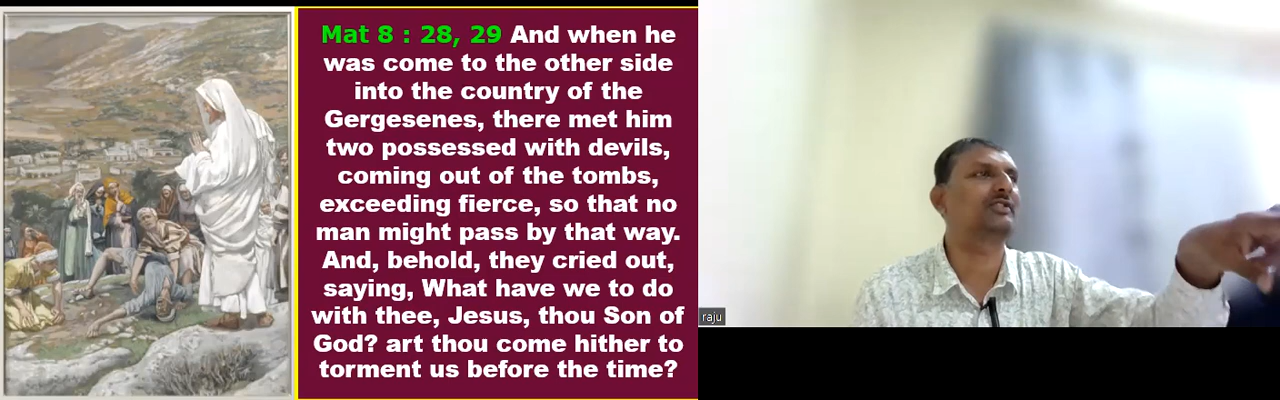 Mat 8 : 28, 29 And when he
was come to the other side
into the country of the
Gergesenes, there met him
two possessed with devils,
coming out of the tombs,
exceeding fierce, so that no
man might pass by that way.
And, behold, they cried out,
saying, What have we to do
with thee, Jesus, thou Son of
God? art thou come hither to
torment us before the time?
raju